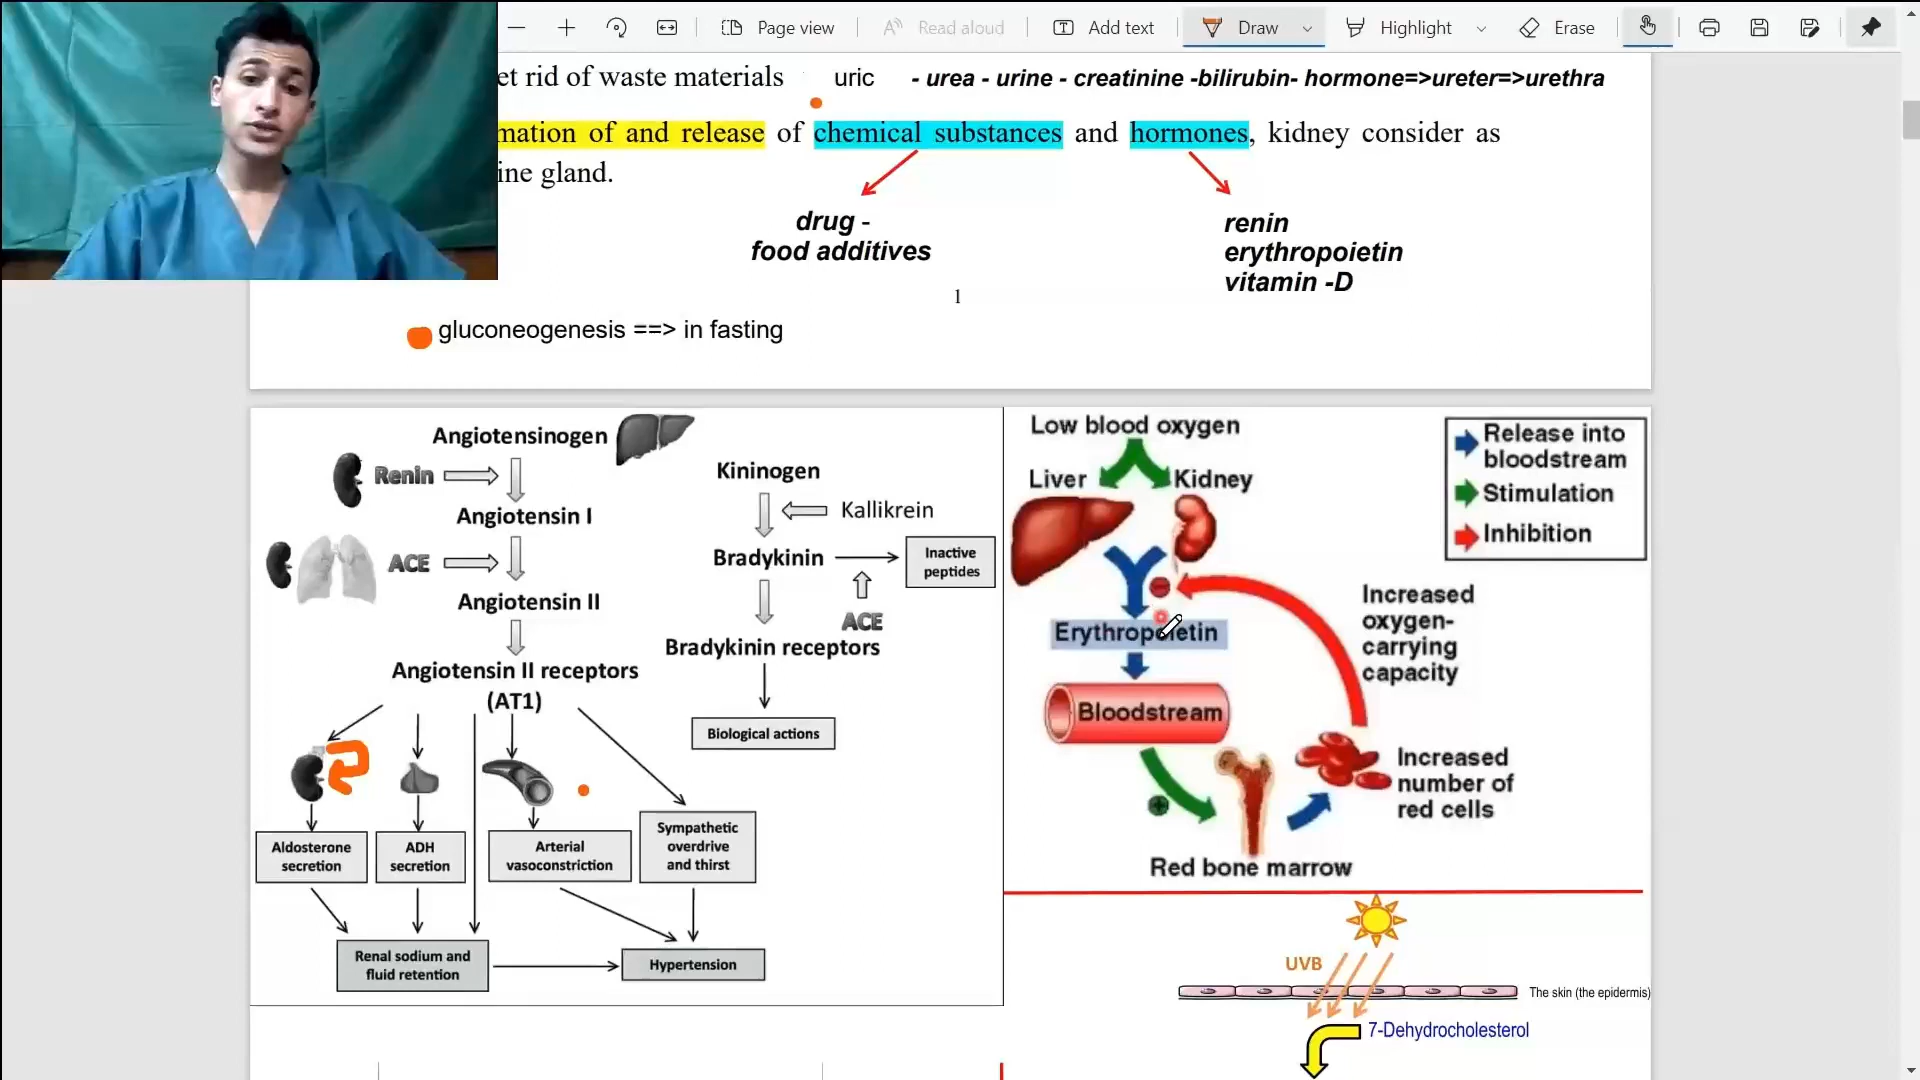 Page view
Read aloud
Add text
Draw
Highlight
Erase
et rid of waste materials uric - urea - urine - creatinine -bilirubin- hormone=>ureter=>urethra
mation of and release of chemical substances and hormones, kidney consider as
ine gland.
drug -
food additives
renin
erythropoietin
vitamin -D
1
gluconeogenesis ==> in fasting
Angiotensinogen
Renin
Angiotensin I
ACE
Angiotensin II
Angiotensin II receptors
(AT1)
Aldosterone
secretion
ADH
secretion
Arterial
vasoconstriction
Sympathetic
overdrive
and thirst
Renal sodium and
fluid retention
Hypertension
Kininogen
Kallikrein
Bradykinin
Inactive
peptides
ACE
Bradykinin receptors
Biological actions
Low blood oxygen
Liver
Kidney
Release into
bloodstream
Stimulation
Inhibition
Erythropoietin
Increased
oxygen-
carrying
capacity
Bloodstream
Increased
number of
red cells
Red bone marrow
UVB
The skin (the epidermis)
7-Dehydrocholesterol